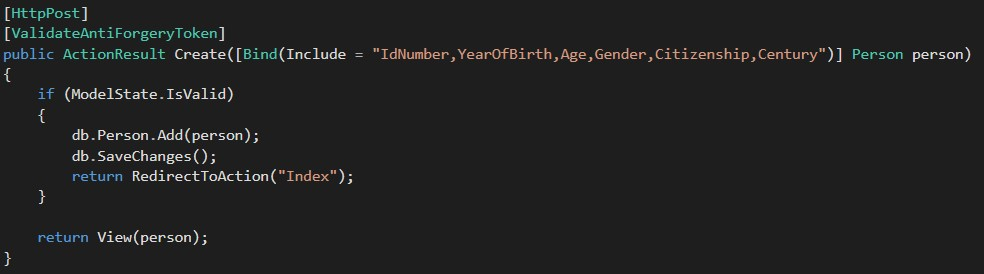 [HttpPost]
[ValidateAntiForgeryToken]
public ActionResult Create([Bind(Include = "IdNumber,YearOfBirth,Age,Gender,Citizenship,Century")] Person person)
{
    if (ModelState.IsValid)
    {
        db.Person.Add(person);
        db.SaveChanges();
        return RedirectToAction("Index");
    }

    return View(person);
}